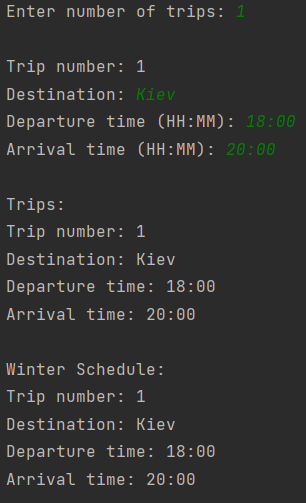 Enter number of trips: 1
Trip number: 1
Destination: Kiev
Departure time (HH:MM): 18:00
Arrival time (HH:MM): 20:00
Trips:
Trip number: 1
Destination: Kiev
Departure time: 18:00
Arrival time: 20:00
Winter Schedule:
Trip number: 1
Destination: Kiev
Departure time: 18:00
Arrival time: 20:00